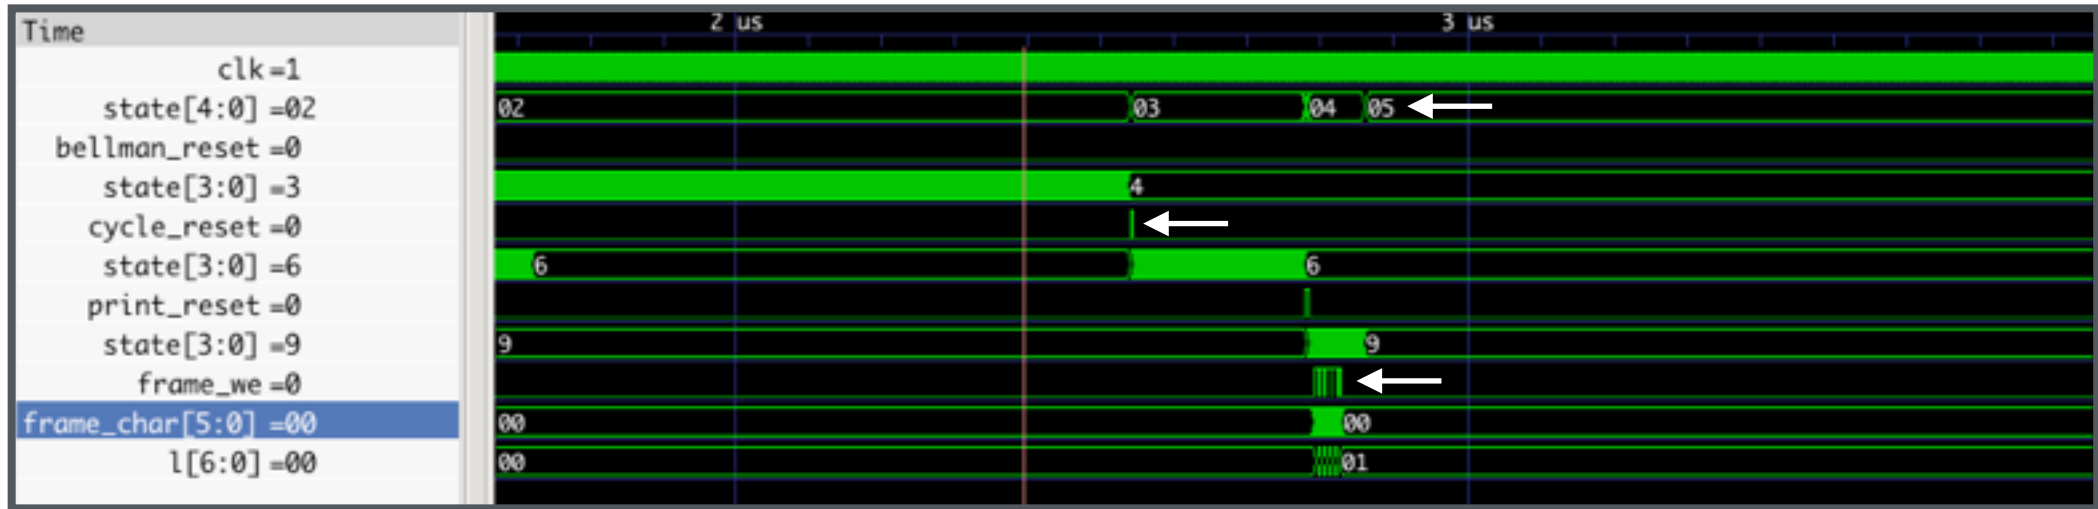 Time 2 us 3 us
clk=1
state[4:0] =02 02 03 04 05
bellman_reset =0
state[3:0] =3 4
cycle_reset =0
state[3:0] =6 6 6
print_reset =0
state[3:0] =9 9 9
frame_we =0
frame_char[5:0] =00 00 00
l[6:0] =00 00 01